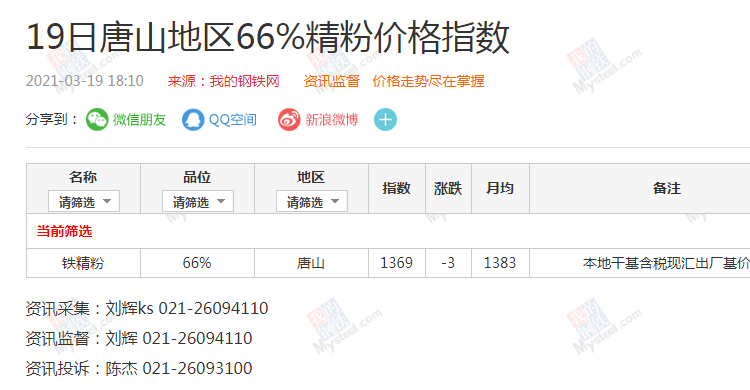 19日唐山地区66%精粉价格指数
2021-03-19 18:10 来源：我的钢铁网 资讯监督 价格走势尽在掌握
分享到： 微信朋友 QQ空间 新浪微博
名称 品位 地区 指数 涨跌 月均 备注
请筛选 请筛选 请筛选
当前筛选
铁精粉 66% 唐山 1369 -3 1383 本地干基含税现汇出厂基价
资讯采集：刘辉ks 021-26094110
资讯监督：刘辉 021-26094110
资讯投诉：陈杰 021-26093100
我的钢铁 Mysteel.com